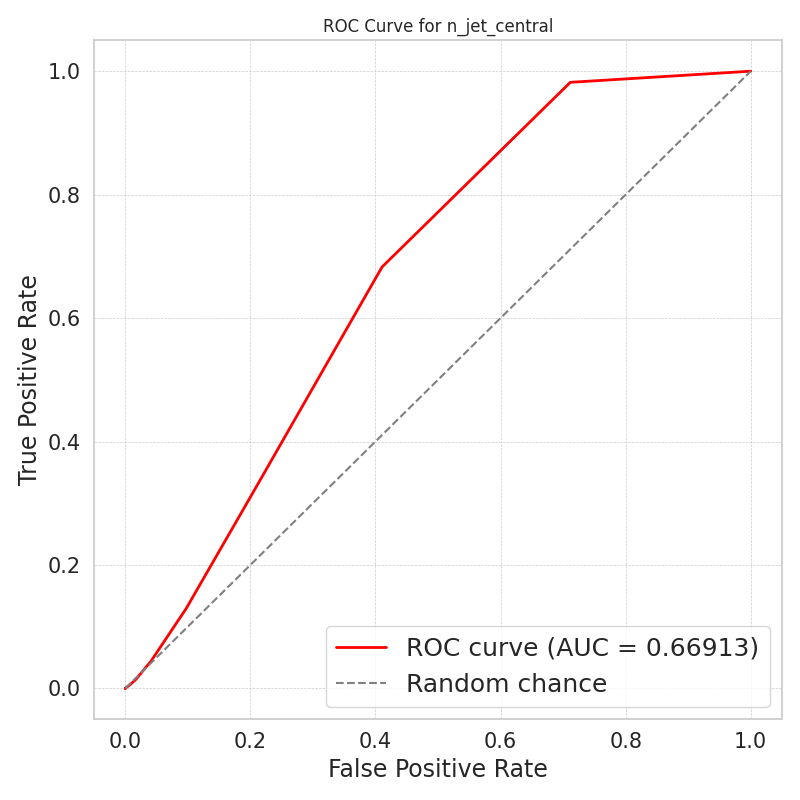 ROC Curve for n_jet_central
1.0
0.8
0.6
0.4
0.2
0.0
True Positive Rate
ROC curve (AUC = 0.66913)
Random chance
0.0 0.2 0.4 0.6 0.8 1.0
False Positive Rate